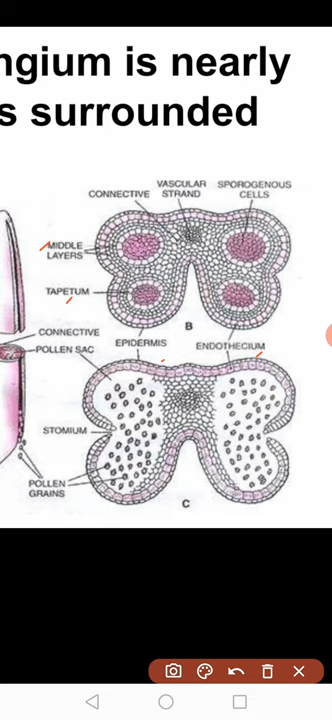 ngium is nearly
s surrounded
VASCULAR SPOROGENOUS
CONNECTIVE STRAND CELLS
MIDDLE
LAYERS
TAPETUM
B
CONNECTIVE
EPIDERMIS ENDOTHECIUM
POLLEN SAC
STOMIUM
POLLEN
GRAINS
C